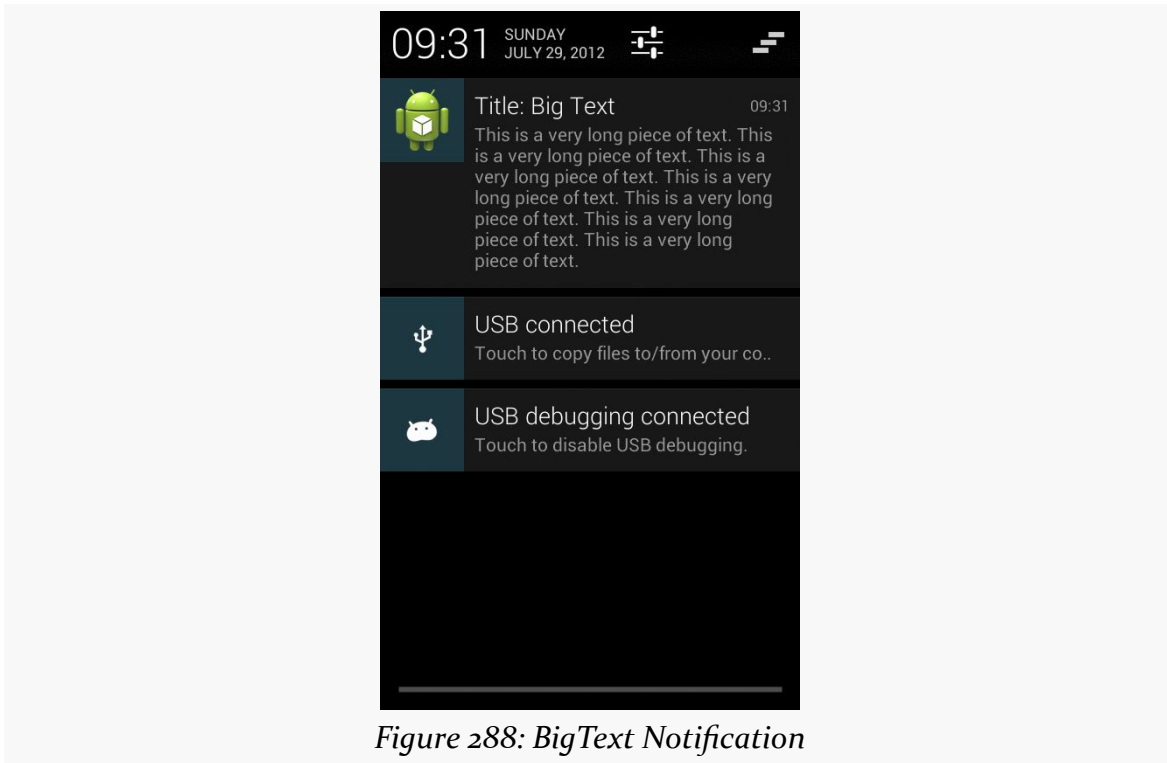 09:31 SUNDAY
JULY 29, 2012
Title: Big Text 09:31
This is a very long piece of text. This
is a very long piece of text. This is a
very long piece of text. This is a very
long piece of text. This is a very long
piece of text. This is a very long
piece of text. This is a very long
piece of text.
USB connected
Touch to copy files to/from your co..
USB debugging connected
Touch to disable USB debugging.
Figure 288: BigText Notification